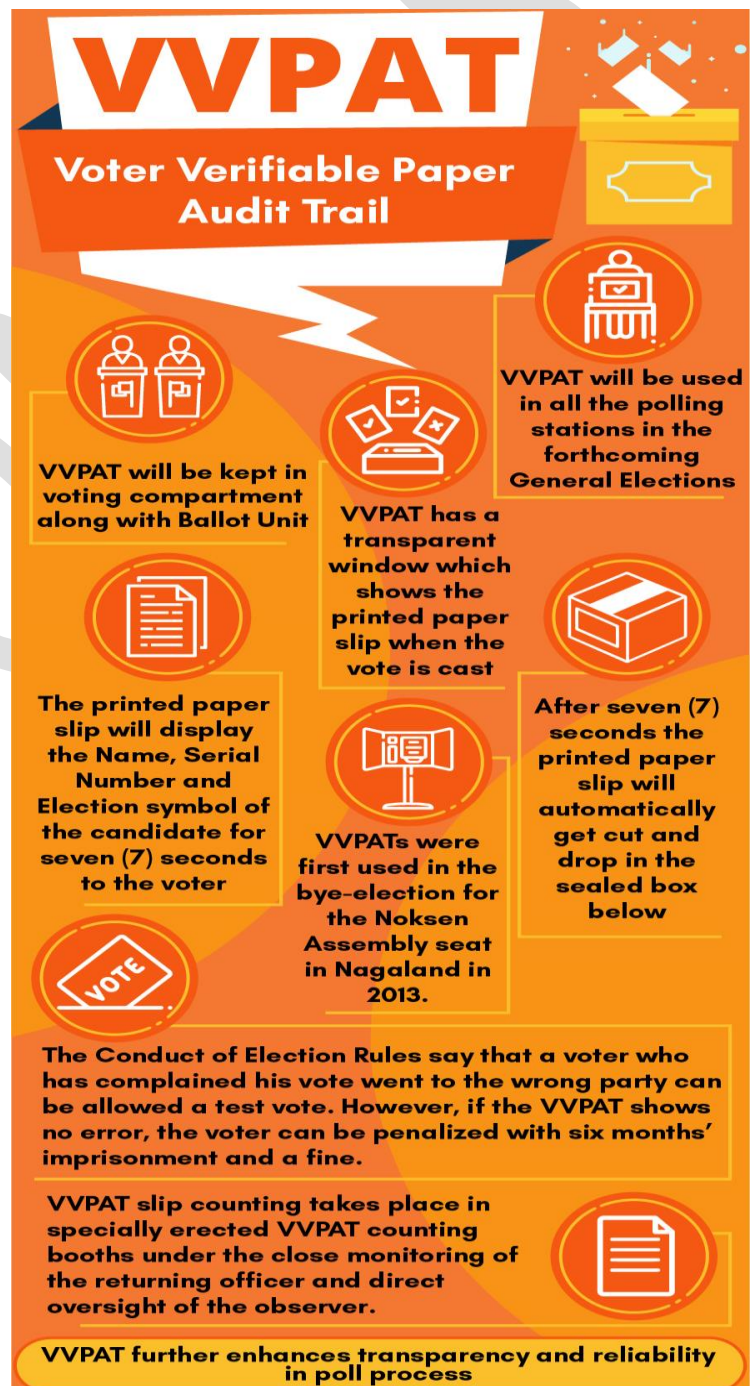 VVPAT
Voter Verifiable Paper
Audit Trail
VVPAT will be used
in all the polling
stations in the
forthcoming
General Elections
VVPAT will be kept in
voting compartment
along with Ballot Unit
VVPAT has a
transparent
window which
shows the
printed paper
slip when the
vote is cast
The printed paper
slip will display
the Name, Serial
Number and
Election symbol of
the candidate for
seven (7) seconds
to the voter
After seven (7)
seconds the
printed paper
slip will
automatically
get cut and
drop in the
sealed box
below
VVPATs were
first used in the
bye-election for
the Noksen
Assembly seat
in Nagaland in
2013.
VOTE
The Conduct of Election Rules say that a voter who
has complained his vote went to the wrong party can
be allowed a test vote. However, if the VVPAT shows
no error, the voter can be penalized with six months'
imprisonment and a fine.
VVPAT slip counting takes place in
specially erected VVPAT counting
booths under the close monitoring of
the returning officer and direct
oversight of the observer.
VVPAT further enhances transparency and reliability
in poll process